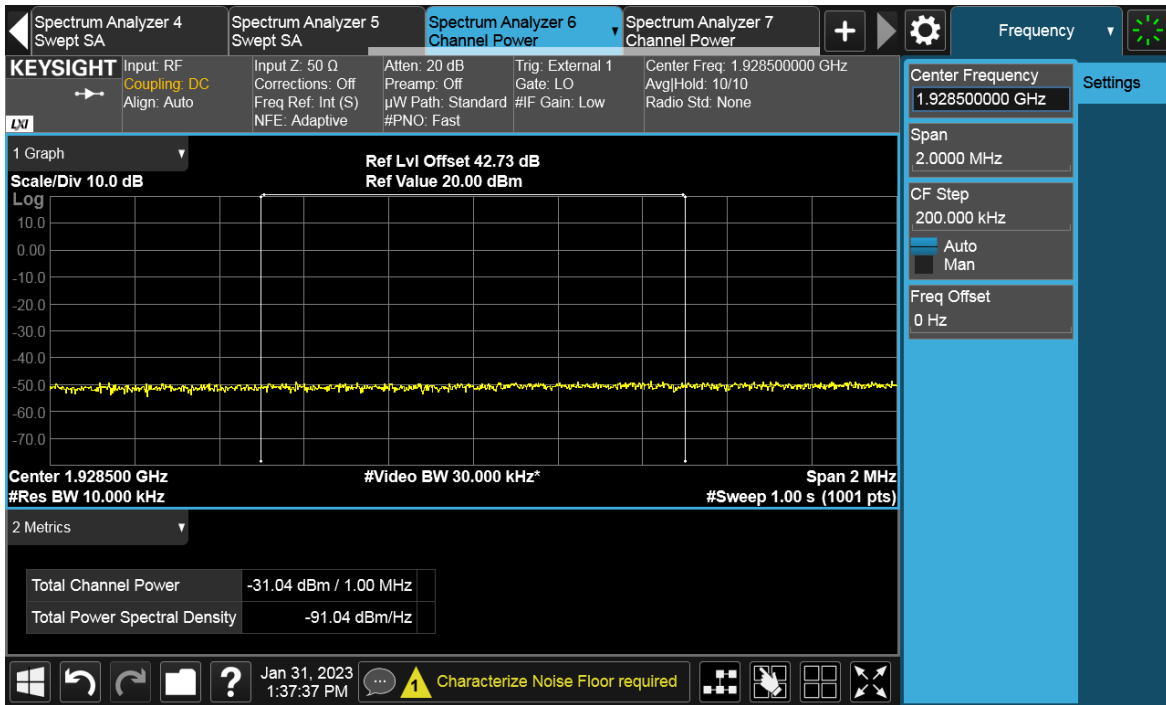 Spectrum Analyzer 4
Swept SA
Spectrum Analyzer 5
Swept SA
Spectrum Analyzer 6
Channel Power
Spectrum Analyzer 7
Channel Power
+
Frequency
KEYSIGHT
LXI
Input: RF
Coupling: DC
Align: Auto
Input Z: 50 Ω
Corrections: Off
Freq Ref: Int (S)
NFE: Adaptive
Atten: 20 dB
Preamp: Off
µW Path: Standard
#PNO: Fast
Trig: External 1
Gate: LO
#IF Gain: Low
Center Freq: 1.928500000 GHz
Avg|Hold: 10/10
Radio Std: None
1 Graph
Scale/Div 10.0 dB
Ref Lvl Offset 42.73 dB
Ref Value 20.00 dBm
Log
10.0
0.00
-10.0
-20.0
-30.0
-40.0
-50.0
-60.0
-70.0
Center 1.928500 GHz
#Video BW 30.000 kHz*
Span 2 MHz
#Res BW 10.000 kHz
#Sweep 1.00 s (1001 pts)
2 Metrics
Total Channel Power -31.04 dBm / 1.00 MHz
Total Power Spectral Density -91.04 dBm/Hz
?
Jan 31, 2023
1:37:37 PM
1
Characterize Noise Floor required
Center Frequency
1.928500000 GHz
Span
2.0000 MHz
CF Step
200.000 kHz
Auto
Man
Freq Offset
0 Hz
Settings